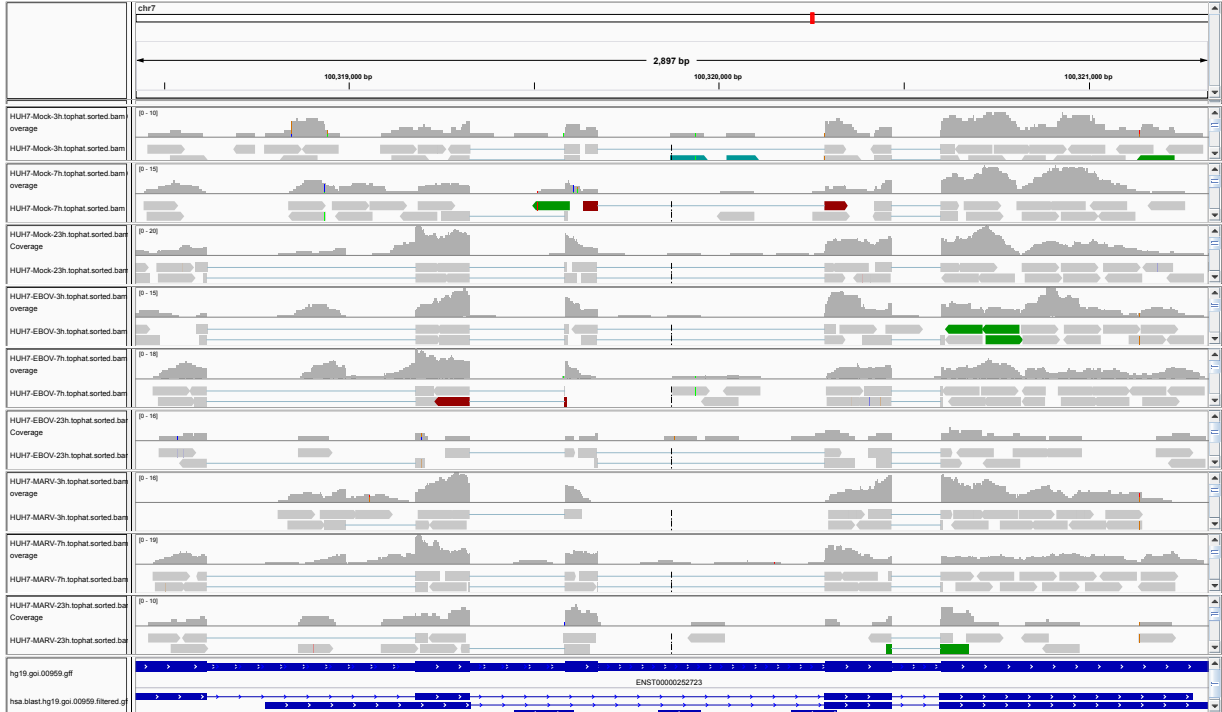 chr7
2,897 bp
100,319,000 bp 100,320,000 bp 100,321,000 bp
HUH7-Mock-3h.tophat.sorted.bam
overage
[0 - 10]
HUH7-Mock-3h.tophat.sorted.bam
HUH7-Mock-7h.tophat.sorted.bam
overage
[0 - 15]
HUH7-Mock-7h.tophat.sorted.bam
HUH7-Mock-23h.tophat.sorted.bam
Coverage
[0 - 20]
HUH7-Mock-23h.tophat.sorted.bam
HUH7-EBOV-3h.tophat.sorted.bam
overage
[0 - 15]
HUH7-EBOV-3h.tophat.sorted.bam
HUH7-EBOV-7h.tophat.sorted.bam
overage
[0 - 18]
HUH7-EBOV-7h.tophat.sorted.bam
HUH7-EBOV-23h.tophat.sorted.bar
Coverage
[0 - 16]
HUH7-EBOV-23h.tophat.sorted.bar
HUH7-MARV-3h.tophat.sorted.bam
overage
[0 - 16]
HUH7-MARV-3h.tophat.sorted.bam
HUH7-MARV-7h.tophat.sorted.bam
overage
[0 - 19]
HUH7-MARV-7h.tophat.sorted.bam
HUH7-MARV-23h.tophat.sorted.bar
Coverage
[0 - 10]
HUH7-MARV-23h.tophat.sorted.bar
hg19.goi.00959.gff
ENST00000252723
hsa.blast.hg19.goi.00959.filtered.gf